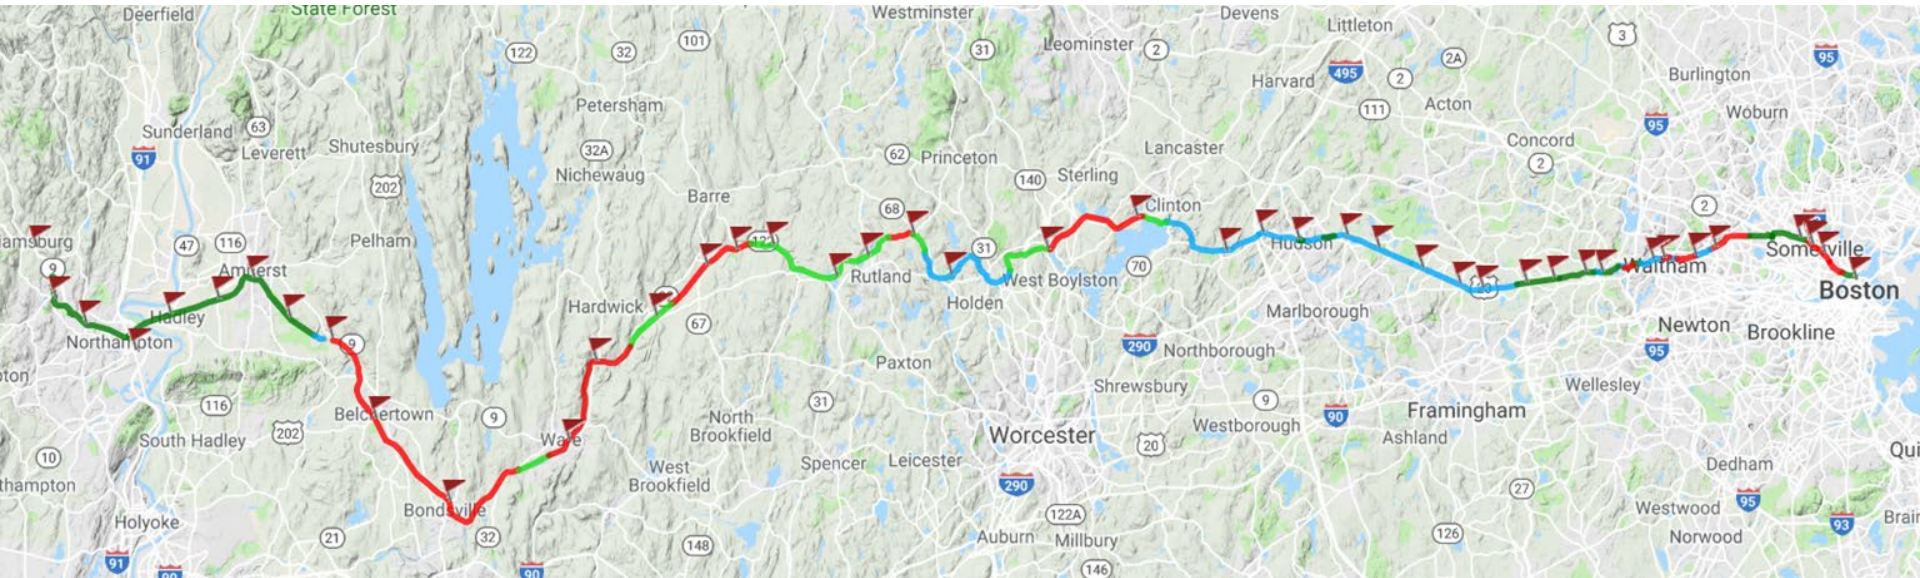 Deerfield
State Forest
Westminster
Devens
Littleton
122
32
101
31
Leominster
2
3
2A
95
Burlington
495
2
Harvard
Petersham
111
Acton
Woburn
Sunderland
63
95
Concord
91
Leverett
Shutesbury
32A
62
Princeton
Lancaster
2
Nichewaug
140
Sterling
202
Barre
68
Clinton
2
amsburg
47
116
Pelham
31
Hudson
Somerville
9
Amherst
Rutland
70
West Boylston
Waltham
Hadley
Hardwick
Holden
Boston
Northampton
9
67
Marlborough
Newton
Brookline
290
Northborough
95
Paxton
Shrewsbury
Wellesley
116
Belchertown
9
31
9
90
Framingham
202
South Hadley
Ware
North
Brookfield
Worcester
20
Westborough
Ashland
10
West
Brookfield
Spencer
Leicester
Dedham
Qui
thampton
290
27
95
Bondsville
Westwood
Holyoke
122A
93
Brain
21
32
148
Auburn
Millbury
126
Norwood
91
90
90
146